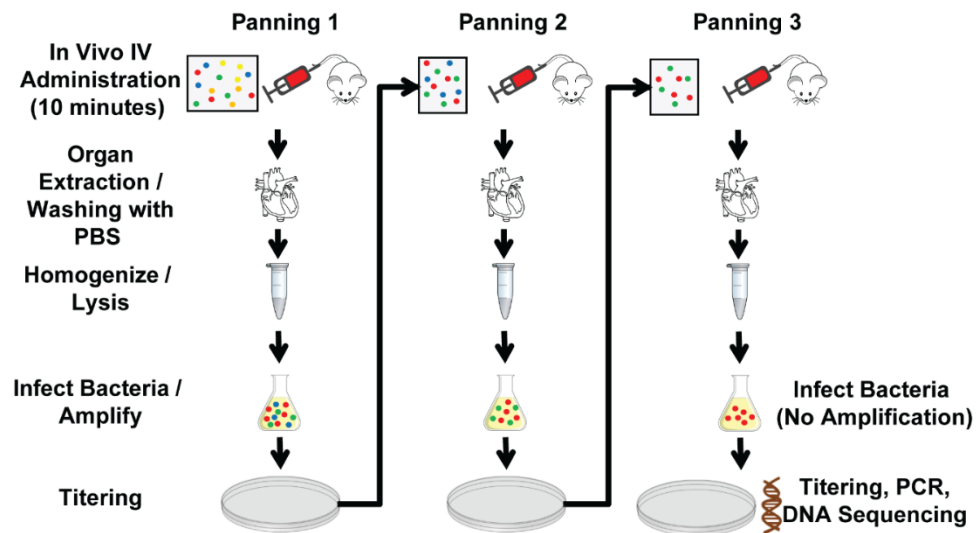 Panning 1
Panning 2
Panning 3
In Vivo IV
Administration
(10 minutes)
Organ
Extraction /
Washing with
PBS
Homogenize /
Lysis
Infect Bacteria /
Amplify
Infect Bacteria
(No Amplification)
Titering
Titering, PCR,
DNA Sequencing